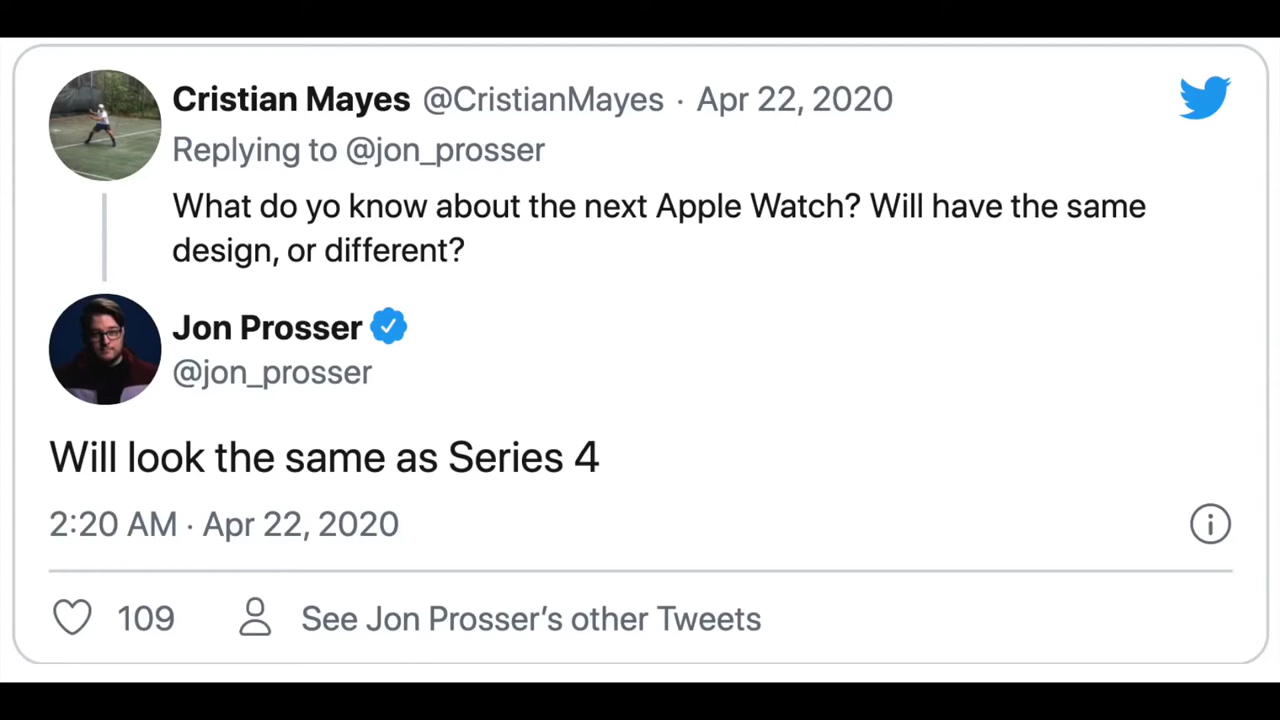 Cristian Mayes @CristianMayes · Apr 22, 2020
Replying to @jon_prosser
What do yo know about the next Apple Watch? Will have the same
design, or different?
Jon Prosser
@jon_prosser
Will look the same as Series 4
2:20 AM · Apr 22, 2020
109 See Jon Prosser’s other Tweets